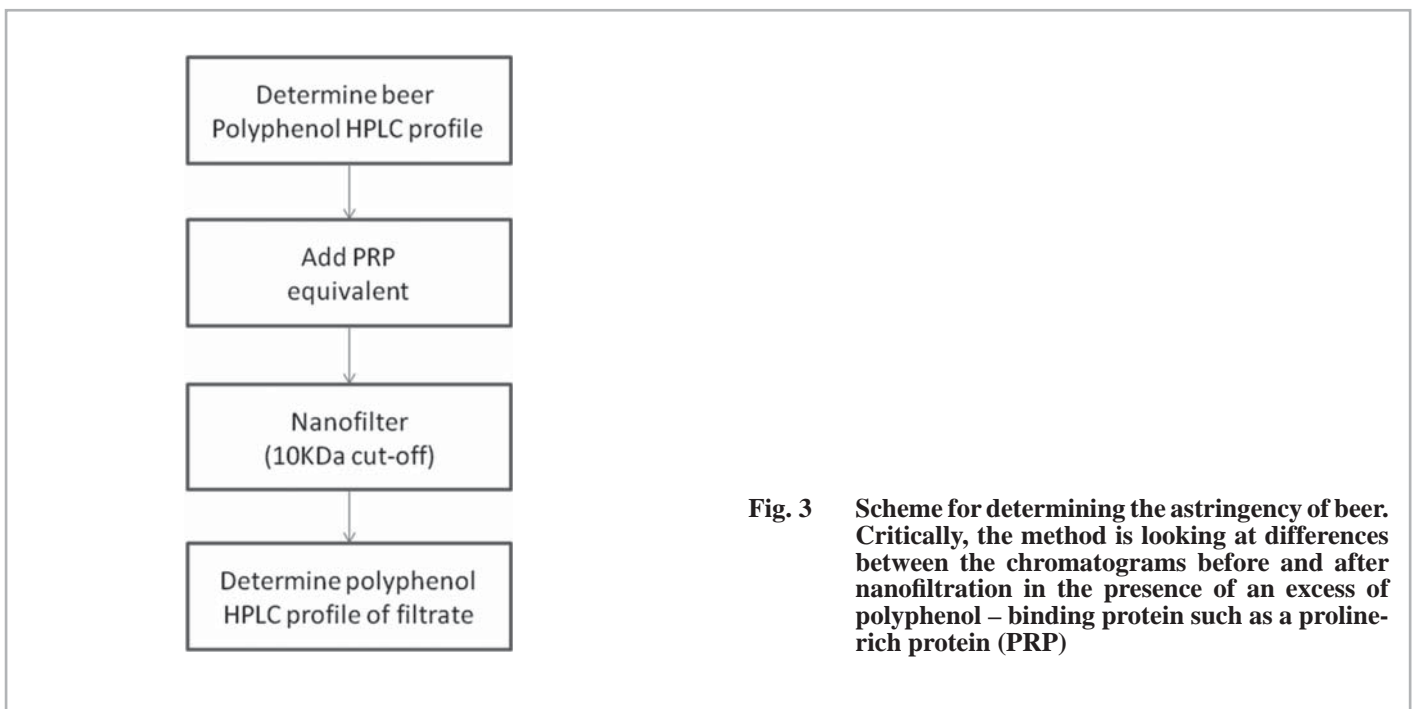 Determine beer
Polyphenol HPLC profile
Add PRP
equivalent
Nanofilter
(10KDa cut-off)
Determine polyphenol
HPLC profile of filtrate
Fig. 3 Scheme for determining the astringency of beer.
Critically, the method is looking at differences
between the chromatograms before and after
nanofiltration in the presence of an excess of
polyphenol – binding protein such as a proline-
rich protein (PRP)